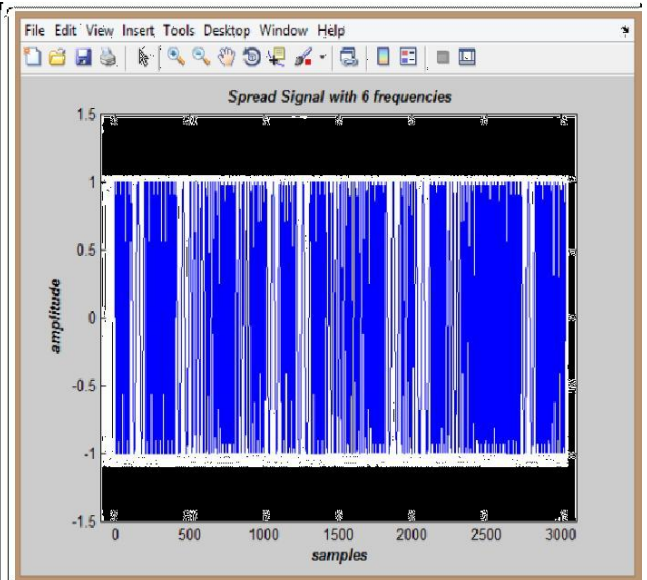 File Edit View Insert Tools Desktop Window Help
Spread Signal with 6 frequencies
1.5
1
0.5
0
-0.5
-1
-1.5
amplitude
0 500 1000 1500 2000 2500 3000
samples